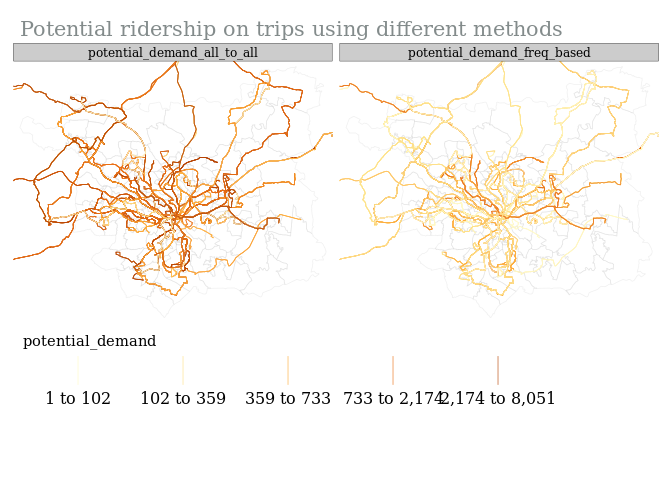 Potential ridership on trips using different methods
potential_demand_all_to_all
potential_demand_freq_based
potential_demand
1 to 102
102 to 359
359 to 733
733 to 2,174
2,174 to 8,051